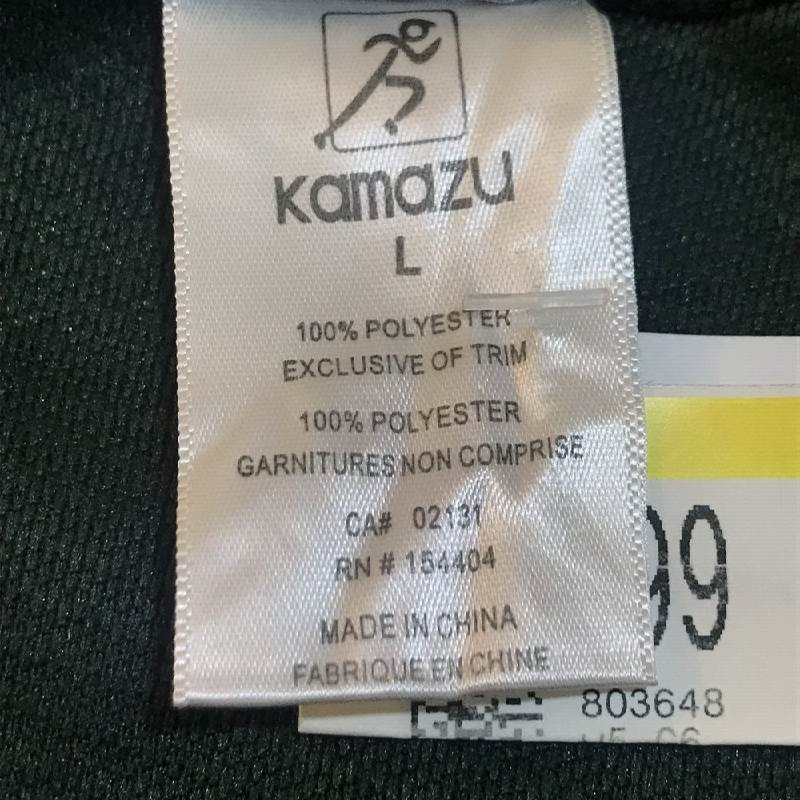 Kamazu
L
100% POLYESTER
EXCLUSIVE OF TRIM
100% POLYESTER
GARNITURES NON COMPRISE
CA# 02131
RN # 154404
MADE IN CHINA
FABRIQUE EN CHINE
99
803648